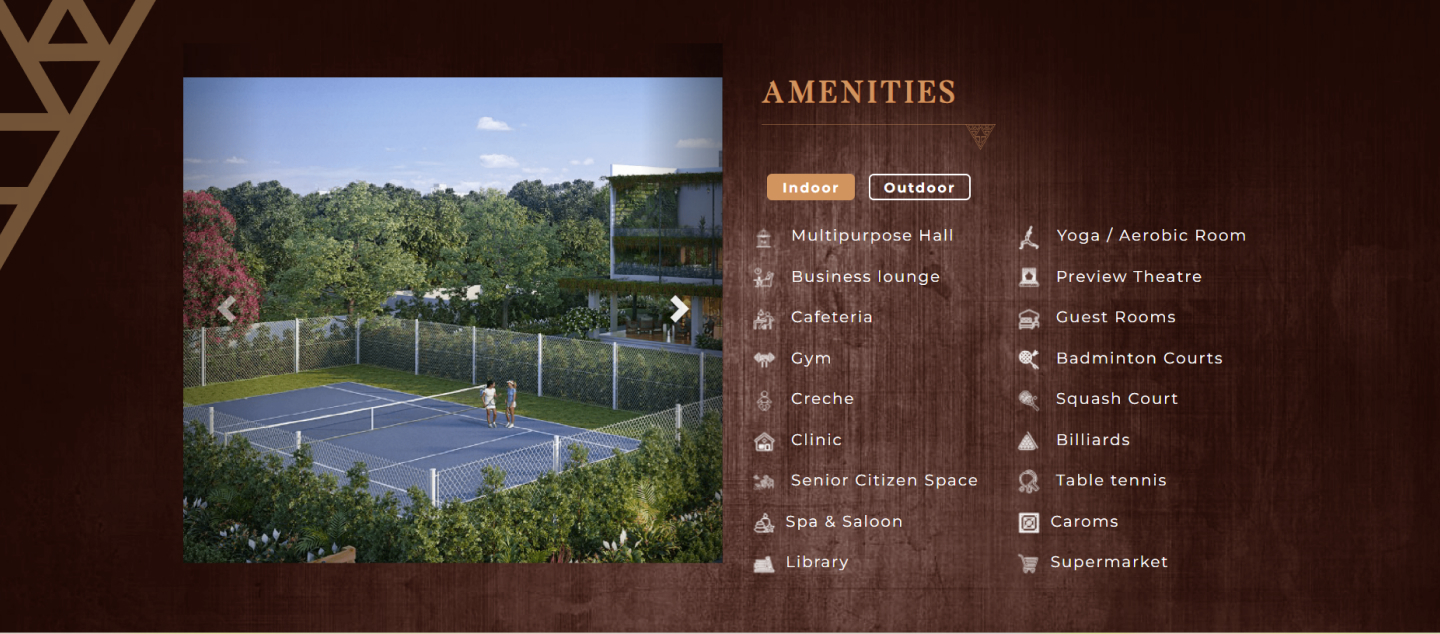 AMENITIES
Indoor
Outdoor
Multipurpose Hall
Business lounge
Cafeteria
Gym
Creche
Clinic
Senior Citizen Space
Spa & Saloon
Library
Yoga / Aerobic Room
Preview Theatre
Guest Rooms
Badminton Courts
Squash Court
Billiards
Table tennis
Caroms
Supermarket